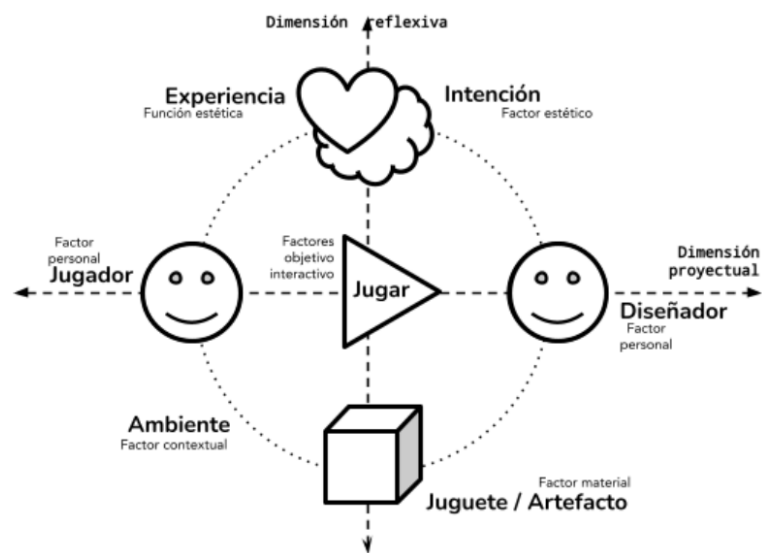 Dimensión reflexiva
Experiencia
Función estética
Intención
Factor estético
Factor
personal
Jugador
Factores
objetivo
interactivo
Jugar
Dimensión
proyectual
Diseñador
Factor
personal
Ambiente
Factor contextual
Factor material
Juguete / Artefacto